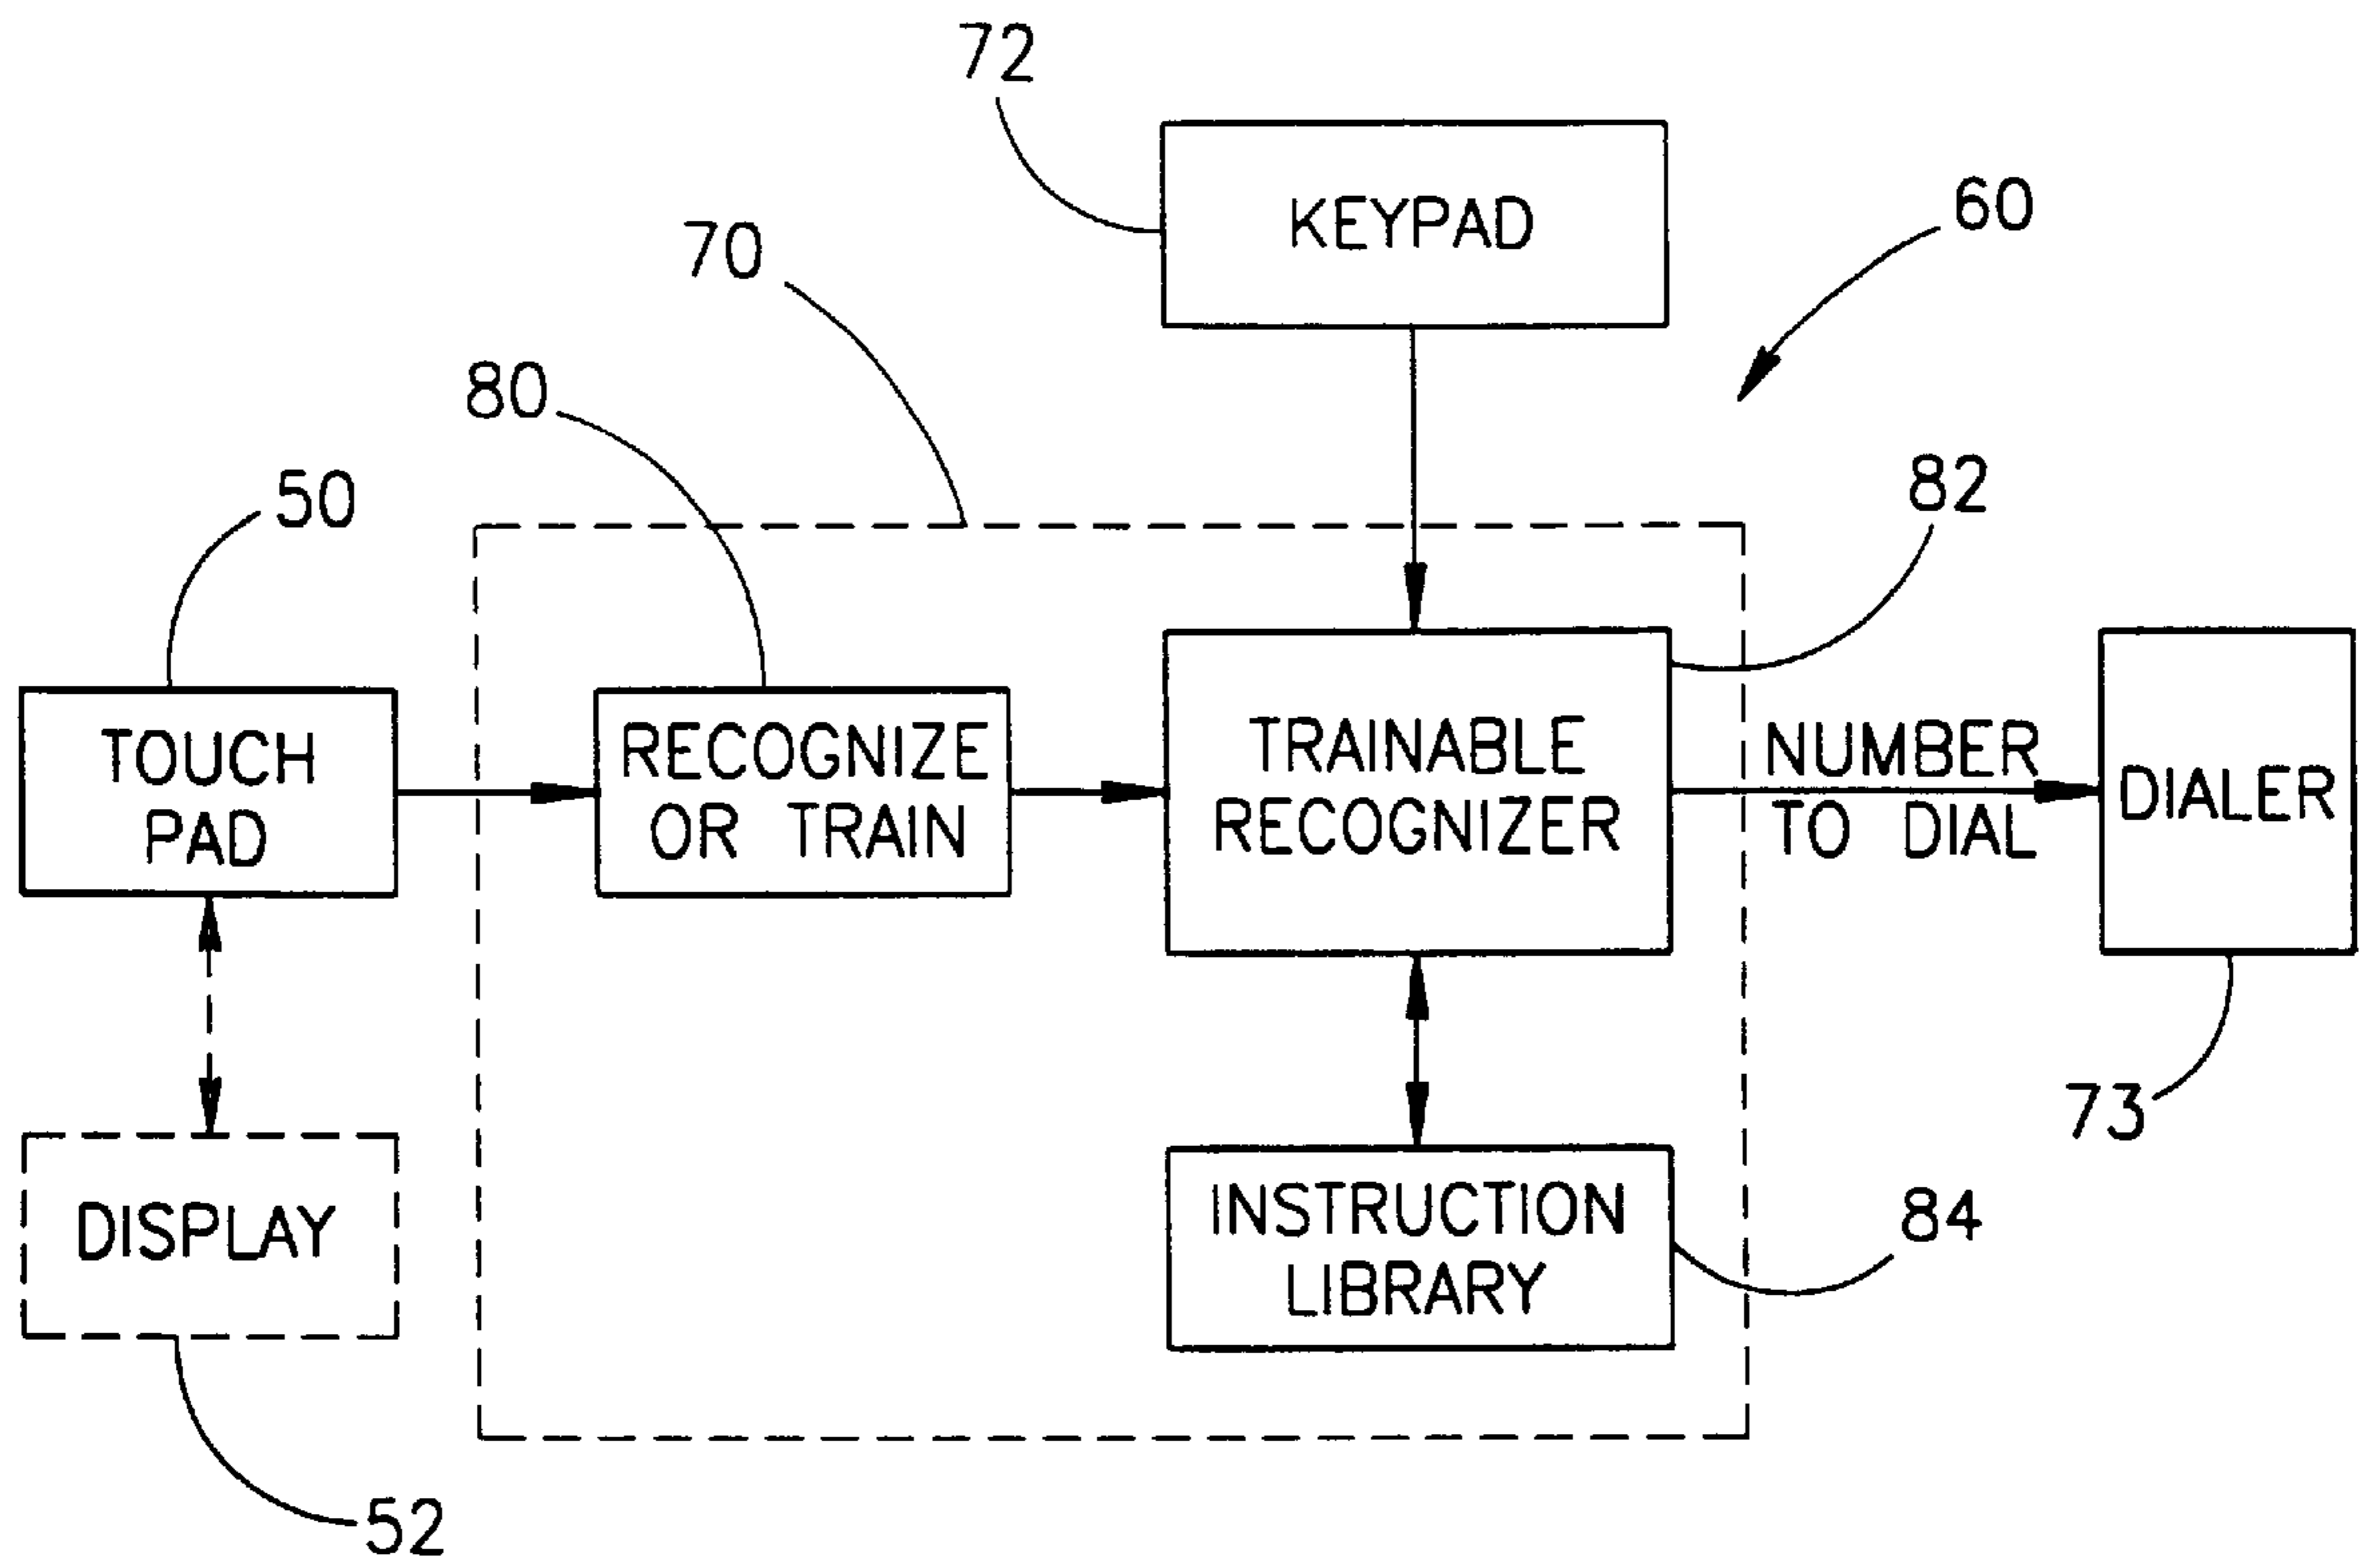 72
KEYPAD
60
70
80
50
82
TOUCH
PAD
RECOGNIZE
OR TRAIN
TRAINABLE
RECOGNIZER
NUMBER
TO DIAL
DIALER
73
DISPLAY
INSTRUCTION
LIBRARY
84
52